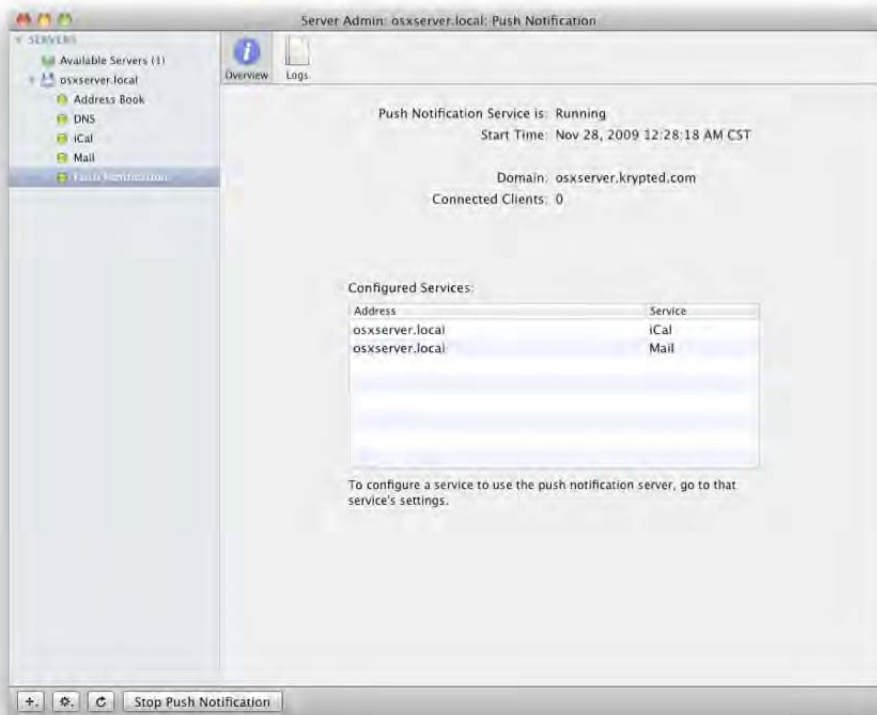 Server Admin: osxserver.local: Push Notification
SERVERS
Available Servers (1)
osxserver.local
Address Book
DNS
iCal
Mail
Push Notification
Overview
Logs
Push Notification Service is: Running
Start Time: Nov 28, 2009 12:28:18 AM CST
Domain: osxserver.krypted.com
Connected Clients: 0
Configured Services:
Address Service
osxserver.local iCal
osxserver.local Mail
To configure a service to use the push notification server, go to that
service's settings.
Stop Push Notification